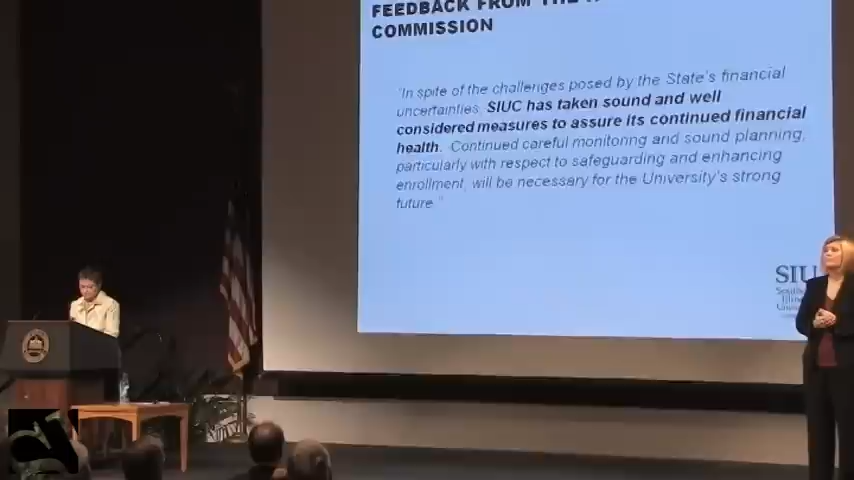 FEEDBACK FROM THE
COMMISSION
"In spite of the challenges posed by the State's financial
uncertainties, SIUC has taken sound and well
considered measures to assure its continued financial
health. Continued careful monitoring and sound planning,
particularly with respect to safeguarding and enhancing
enrollment, will be necessary for the University's strong
future."
SIU